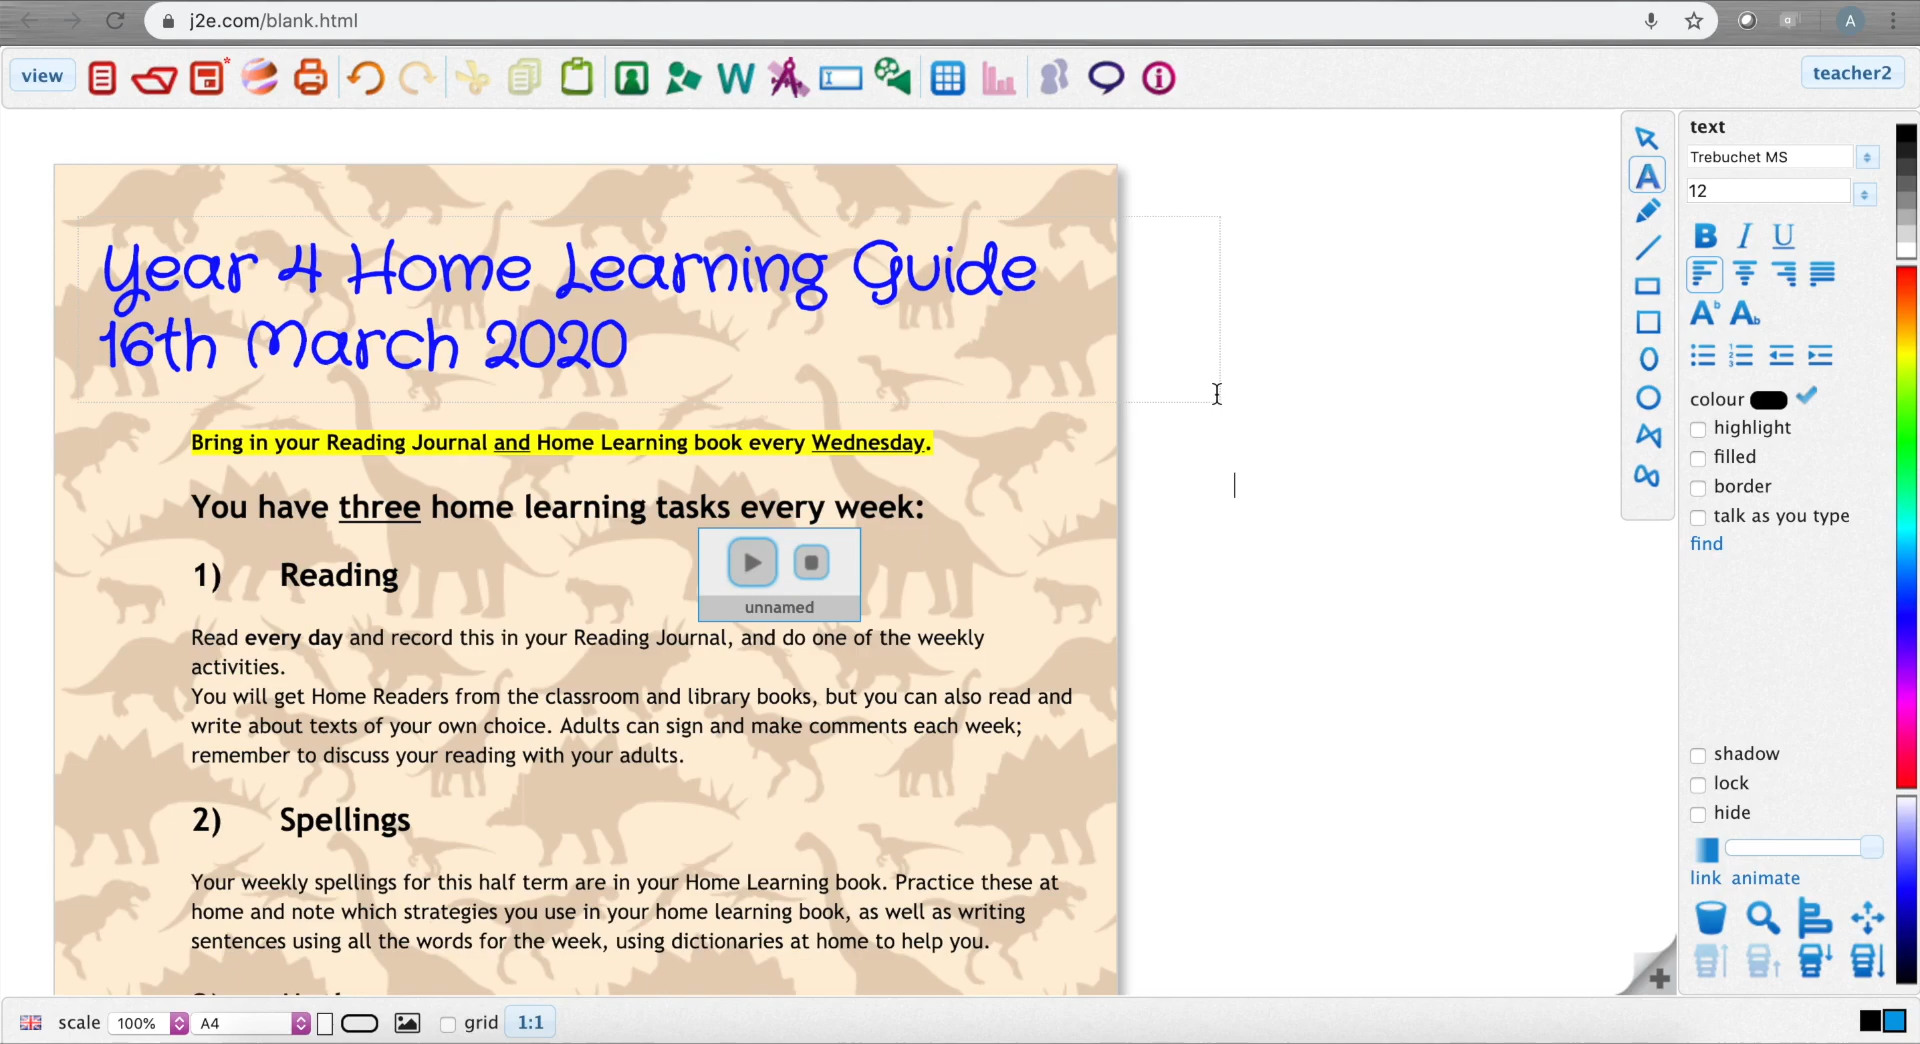 j2e.com/blank.html
A
view
teacher2
text
Trebuchet MS
12
Year 4 Home Learning Guide
16th March 2020
Bring in your Reading Journal and Home Learning book every Wednesday.
You have three home learning tasks every week:
1) Reading
unnamed
Read every day and record this in your Reading Journal, and do one of the weekly
activities.
You will get Home Readers from the classroom and library books, but you can also read and
write about texts of your own choice. Adults can sign and make comments each week;
remember to discuss your reading with your adults.
2) Spellings
Your weekly spellings for this half term are in your Home Learning book. Practice these at
home and note which strategies you use in your home learning book, as well as writing
sentences using all the words for the week, using dictionaries at home to help you.
colour
highlight
filled
border
talk as you type
find
shadow
lock
hide
link animate
scale 100% A4 grid 1:1